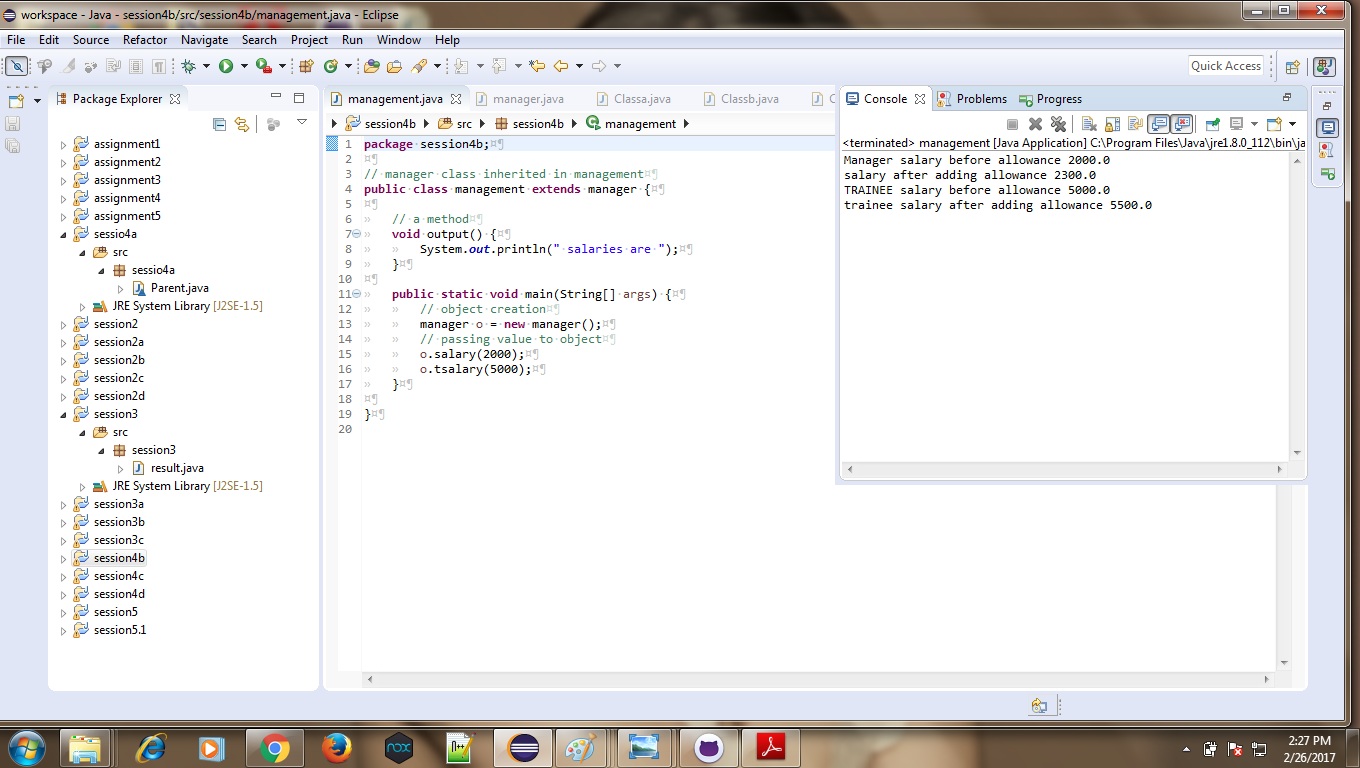 workspace - Java - session4b/src/session4b/management.java - Eclipse
File Edit Source Refactor Navigate Search Project Run Window Help
Quick Access
Package Explorer
assignment1
assignment2
assignment3
assignment4
assignment5
sessio4a
src
sessio4a
Parent.java
JRE System Library [J2SE-1.5]
session2
session2a
session2b
session2c
session2d
session3
src
session3
result.java
JRE System Library [J2SE-1.5]
session3a
session3b
session3c
session4b
session4c
session4d
session5
session5.1
management.java manager.java Classa.java Classb.java C
session4b src session4b management
1 package session4b;
2
3 // manager class inherited in management
4 public class management extends manager {
5
6 // a method
7 void output() {
8 System.out.println(" salaries are ");
9 }
10
11 public static void main(String[] args) {
12 // object creation
13 manager o = new manager();
14 // passing value to object
15 o.salary(2000);
16 o.tsalary(5000);
17 }
18
19 }
20
Console Problems Progress
<terminated> management [Java Application] C:\Program Files\Java\jre1.8.0_112\bin\ja
Manager salary before allowance 2000.0
salary after adding allowance 2300.0
TRAINEE salary before allowance 5000.0
trainee salary after adding allowance 5500.0
nox
2:27 PM
2/26/2017